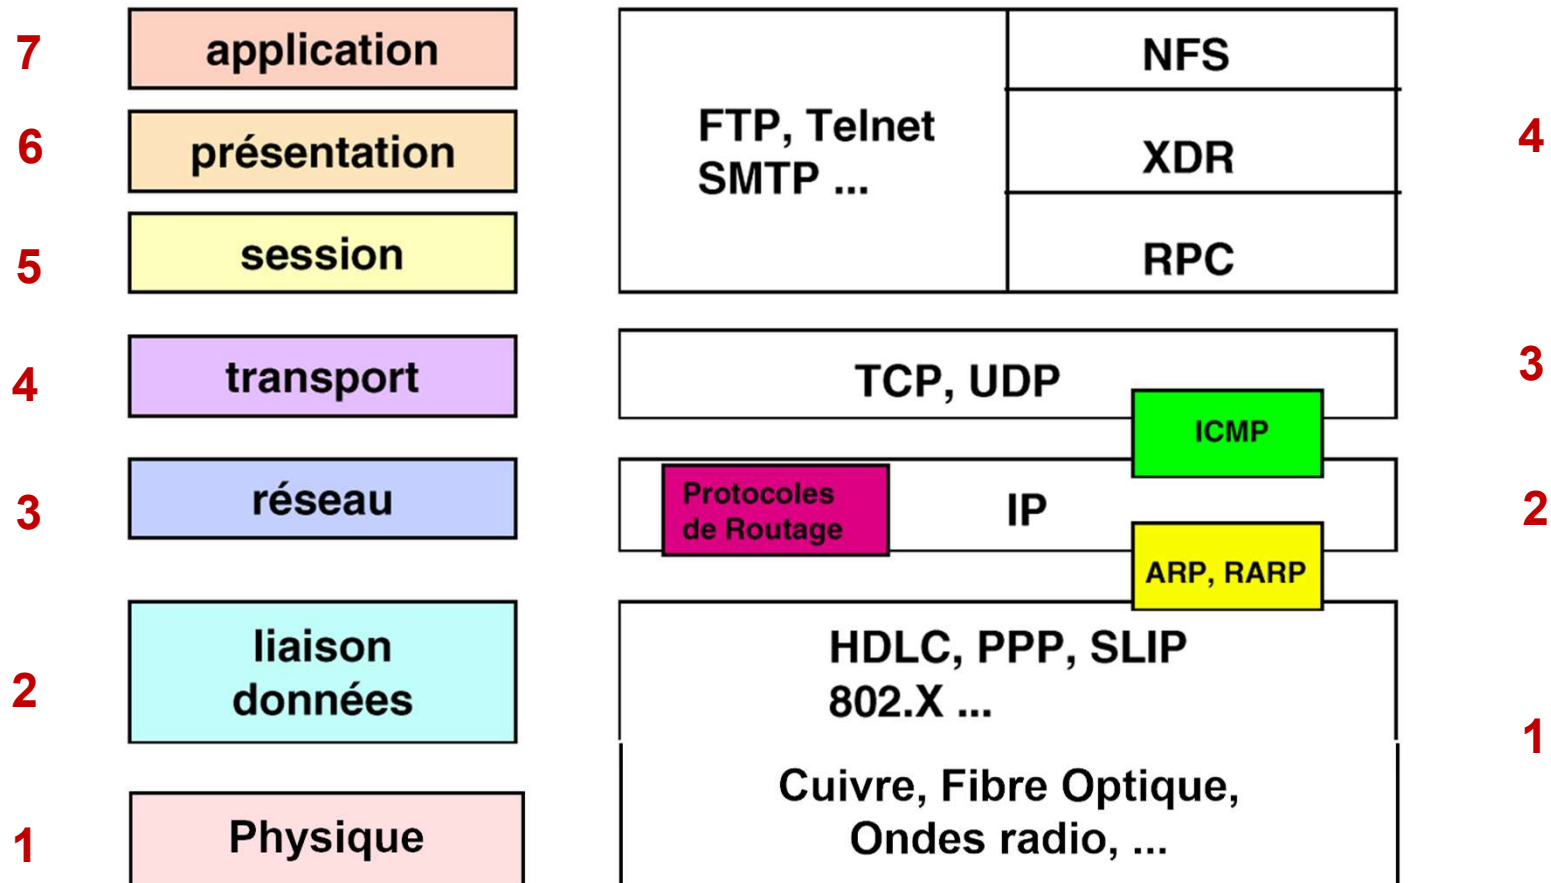 7
application
NFS
6
présentation
FTP, Telnet
SMTP ...
XDR
4
5
session
RPC
4
transport
TCP, UDP
3
ICMP
3
réseau
Protocoles
de Routage
IP
2
ARP, RARP
2
liaison
données
HDLC, PPP, SLIP
802.X ...
1
1
Physique
Cuivre, Fibre Optique,
Ondes radio, ...